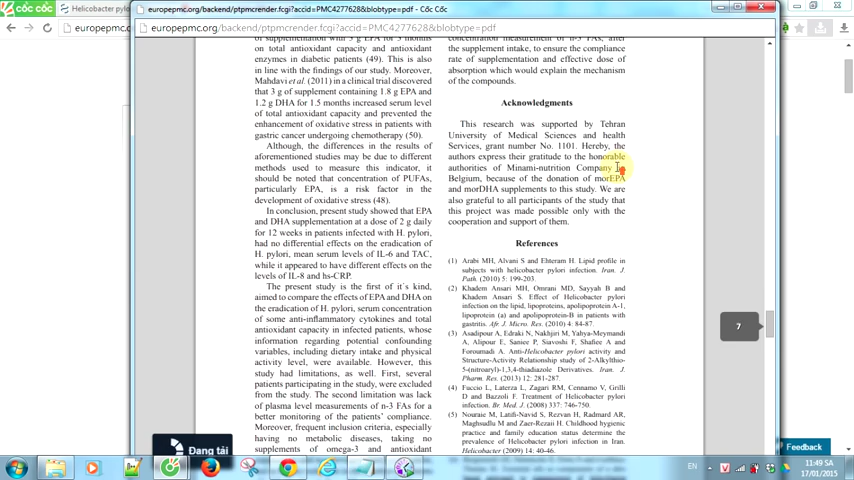 europepmc.org/backend/ptpmcrender.fcgi?accid=PMC4277628&blobtype=pdf - Cốc Cốc
cốc cốc
Helicobacter pylor
europepmc.org/backend/ptpmcrender.fcgi?accid=PMC4277628&blobtype=pdf
europepm
on total antioxidant capacity and antioxidant
enzymes in diabetic patients (49). This is also
in line with the findings of our study. Moreover,
Mahdavi et al. (2011) in a clinical trial discovered
that 3 g of supplement containing 1.8 g EPA and
1.2 g DHA for 1.5 months increased serum level
of total antioxidant capacity and prevented the
enhancement of oxidative stress in patients with
gastric cancer undergoing chemotherapy (50).
Although, the differences in the results of
aforementioned studies may be due to different
methods used to measure this indicator, it
should be noted that concentration of PUFAs,
particularly EPA, is a risk factor in the
development of oxidative stress (48).
In conclusion, present study showed that EPA
and DHA supplementation at a dose of 2 g daily
for 12 weeks in patients infected with H. pylori,
had no differential effects on the eradication of
H. pylori, mean serum levels of IL-6 and TAC,
while it appeared to have different effects on the
levels of IL-8 and hs-CRP.
The present study is the first of it`s kind,
aimed to compare the effects of EPA and DHA on
the eradication of H. pylori, serum concentration
of some anti-inflammatory cytokines and total
antioxidant capacity in infected patients, whose
information regarding potential confounding
variables, including dietary intake and physical
activity level, were available. However, this
study had limitations, as well. First, several
patients participating in the study, were excluded
from the study. The second limitation was lack
of plasma level measurements of n-3 FAs for a
better monitoring of the patients' compliance.
Moreover, frequent inclusion criteria, especially
having no metabolic diseases, taking no
supplements of omega-3 and antioxidant
concentration measurement of n-3 FAs, after
the supplement intake, to ensure the compliance
rate of supplementation and effective dose of
absorption which would explain the mechanism
of the compounds.
Acknowledgments
This research was supported by Tehran
University of Medical Sciences and health
Services, grant number No. 1101. Hereby, the
authors express their gratitude to the honorable
authorities of Minami-nutrition Company in
Belgium, because of the donation of morEPA
and morDHA supplements to this study. We are
also grateful to all participants of the study that
this project was made possible only with the
cooperation and support of them.
References
(1) Arabi MH, Alvani S and Ehteram H. Lipid profile in
subjects with helicobacter pylori infection. Iran. J.
Path. (2010) 5: 199-203.
(2) Khadem Ansari MH, Omrani MD, Sayyah B and
Khadem Ansari S. Effect of Helicobacter pylori
infection on the lipid, lipoproteins, apolipoprotein A-1,
lipoprotein (a) and apolipoprotein-B in patients with
gastritis. Afr. J. Micro. Res. (2010) 4: 84-87.
(3) Asadipour A, Edraki N, Nakhjiri M, Yahya-Meymandi
A, Alipour E, Saniee P, Siavoshi F, Shafiee A and
Foroumadi A. Anti-Helicobacter pylori activity and
Structure-Activity Relationship study of 2-Alkylthio-
5-(nitroaryl)-1,3,4-thiadiazole Derivatives. Iran. J.
Pharm. Res. (2013) 12: 281-287.
(4) Fuccio L, Laterza L, Zagari RM, Cennamo V, Grilli
D and Bazzoli F. Treatment of Helicobacter pylori
infection. Br. Med J. (2008) 337: 746-750.
(5) Nouraie M, Latifi-Navid S, Rezvan H, Radmard AR,
Maghsudlu M and Zaer-Rezaii H. Childhood hygienic
practice and family education status determine the
prevalence of Helicobacter pylori infection in Iran.
Helicobacter (2009) 14: 40-46.
7
Feedback
Đang tải
EN
11:49 SA
17/01/2015